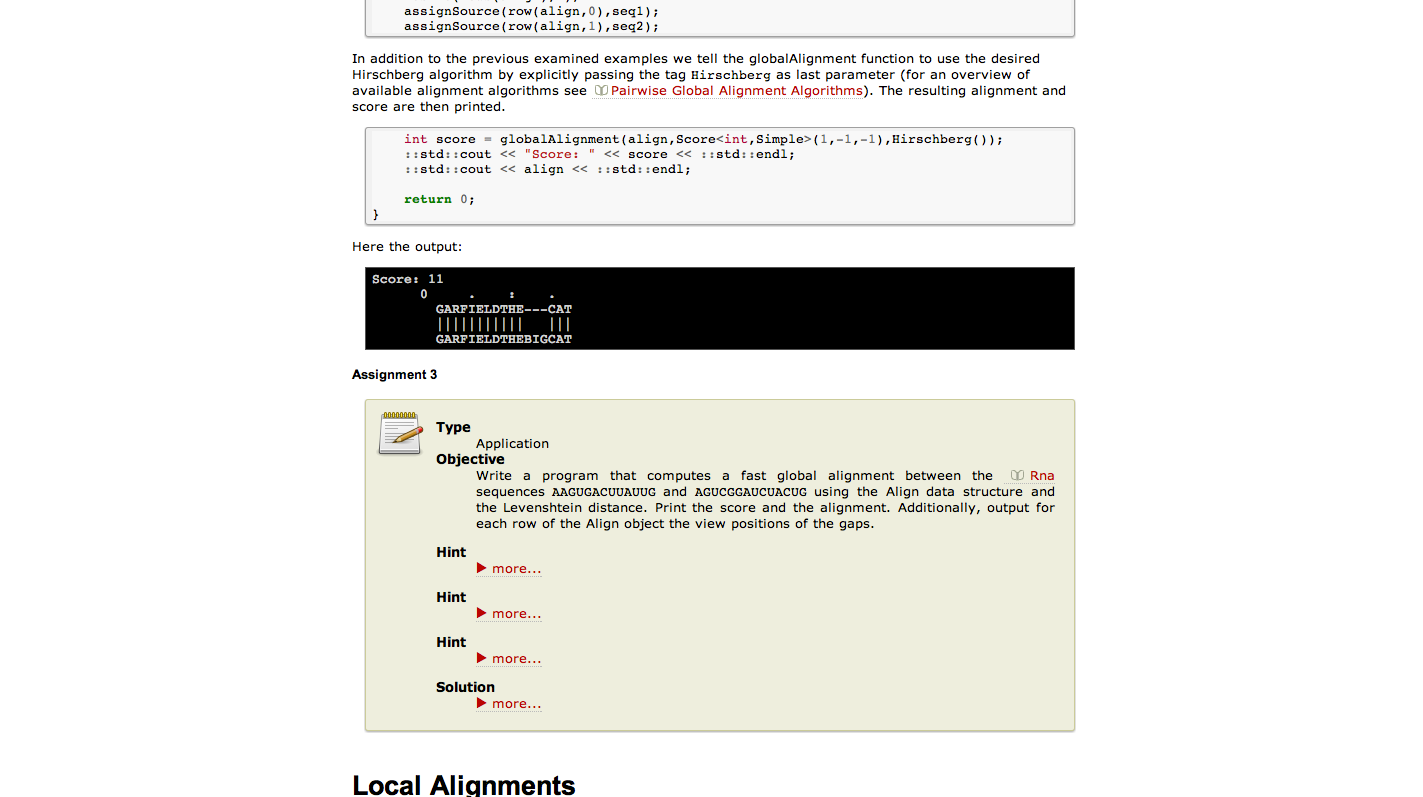 assignSource(row(align,0),seq1);
assignSource(row(align,1),seq2);
In addition to the previous examined examples we tell the globalAlignment function to use the desired
Hirschberg algorithm by explicitly passing the tag Hirschberg as last parameter (for an overview of
available alignment algorithms see Pairwise Global Alignment Algorithms). The resulting alignment and
score are then printed.
int score = globalAlignment(align,Score<int,Simple>(1,-1,-1),Hirschberg());
::std::cout << "Score: " << score << ::std::endl;
::std::cout << align << ::std::endl;
return 0;
}
Here the output:
Score: 11
0     .    :    .
GARFIELDTHE---CAT
|||||||||||   |||
GARFIELDTHEBIGCAT
Assignment 3
Type
Application
Objective
Write a program that computes a fast global alignment between the Rna
sequences AAGUGACUUAUUG and AGUCGGAUCUACUG using the Align data structure and
the Levenshtein distance. Print the score and the alignment. Additionally, output for
each row of the Align object the view positions of the gaps.
Hint
more...
Hint
more...
Hint
more...
Solution
more...
Local Alignments